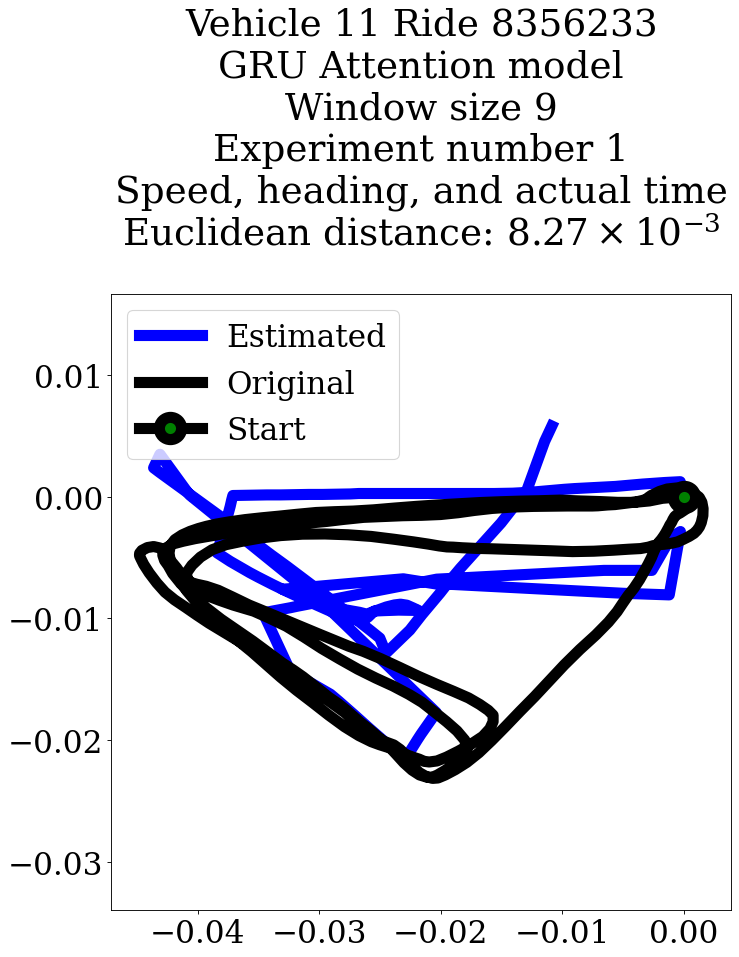 Vehicle 11 Ride 8356233
GRU Attention model
Window size 9
Experiment number 1
Speed, heading, and actual time
Euclidean distance: 8.27 × 10⁻³
Estimated
Original
Start
0.01
0.00
−0.01
−0.02
−0.03
−0.04 −0.03 −0.02 −0.01 0.00